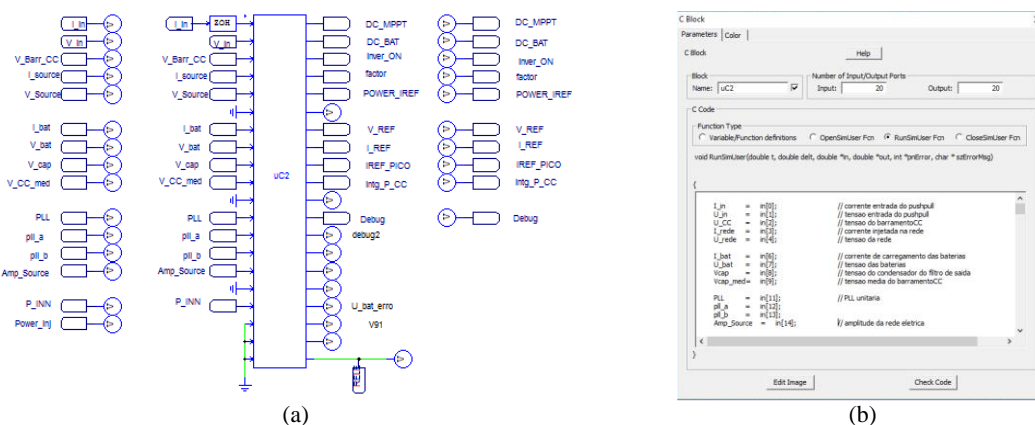 I_in
V_in
V_Barr_CC
I_source
V_Source
I_bat
V_bat
V_cap
V_CC_med
PLL
pll_a
pll_b
Amp_Source
P_INN
Power_Inj
I_in
ZOH
V_in
V_Barr_CC
I_source
V_Source
I_bat
V_bat
V_cap
V_CC_med
PLL
pll_a
pll_b
Amp_Source
P_INN
uC2
DC_MPPT
DC_BAT
Inver_ON
factor
POWER_IREF
V_REF
I_REF
IREF_PICO
Intg_P_CC
Debug
debug2
U_bat_erro
V91
DC_MPPT
DC_BAT
Inver_ON
factor
POWER_IREF
V_REF
I_REF
IREF_PICO
Intg_P_CC
Debug
(a)
C Block
Parameters Color
C Block
Help
Block
Name: uC2
Number of Input/Output Ports
Input: 20 Output: 20
C Code
Function Type
Variable/Function definitions OpenSimUser Fcn RunSimUser Fcn CloseSimUser Fcn
void RunSimUser(double t, double delt, double *in, double *out, int *pnError, char * szErrorMsg)
{
I_in = in[0]; // corrente entrada do pushpull
U_in = in[1]; // tensao entrada do pushpull
U_CC = in[2]; // tensao do barramentoCC
I_rede = in[3]; // corrente injetada na rede
U_rede = in[4]; // tensao da rede
I_bat = in[6]; // corrente de carregamento das baterias
U_bat = in[7]; // tensao das baterias
Vcap = in[8]; // tensao do condensador do filtro de saida
Vcap_med= in[9]; // tensao media do barramentoCC
PLL = in[11]; // PLL unitaria
pll_a = in[12];
pll_b = in[13];
Amp_Source = in[14]; // amplitude da rede eletrica
}
Edit Image Check Code
(b)